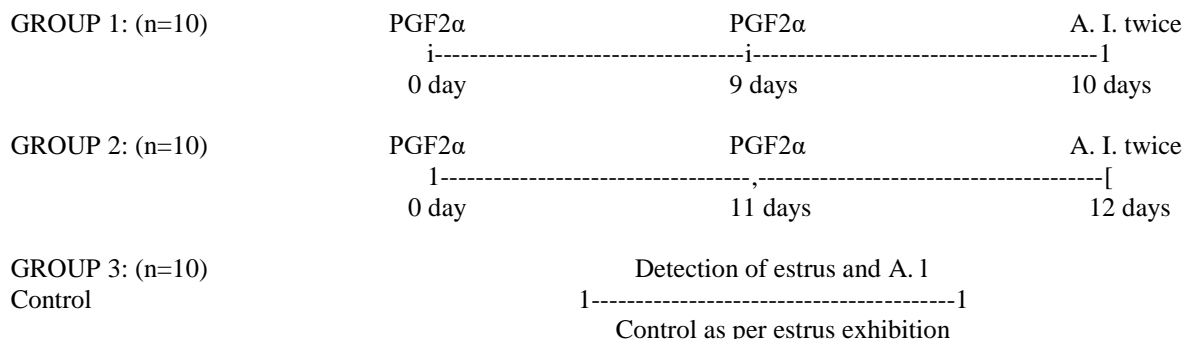 GROUP 1: (n=10) PGF2α PGF2α A. I. twice
i-----------------------------------i---------------------------------------1
0 day 9 days 10 days
GROUP 2: (n=10) PGF2α PGF2α A. I. twice
1-----------------------------------,---------------------------------------[
0 day 11 days 12 days
GROUP 3: (n=10) Detection of estrus and A. l
Control 1-----------------------------------------1
Control as per estrus exhibition